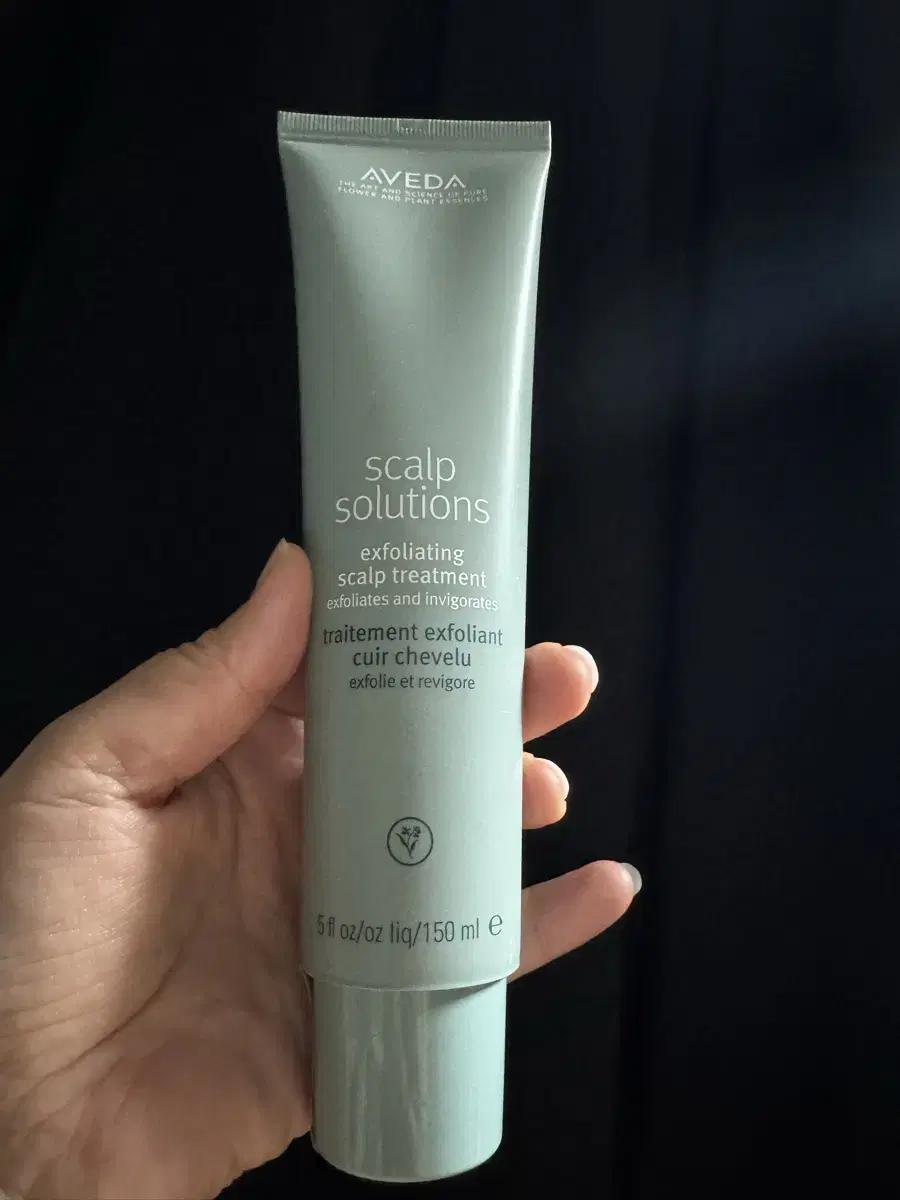 AVEDA
THE ART AND SCIENCE OF PURE
FLOWER AND PLANT ESSENCES
scalp
solutions
exfoliating
scalp treatment
exfoliates and invigorates
traitement exfoliant
cuir chevelu
exfolie et revigore
5 fl oz/oz liq/150 ml e